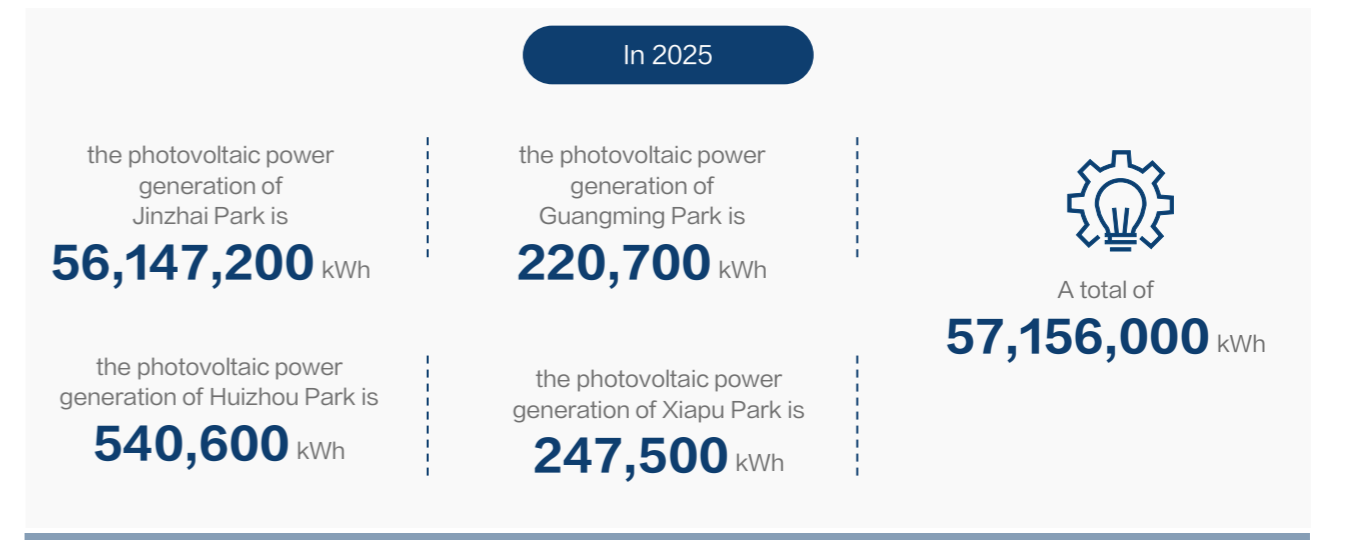 In 2025
the photovoltaic power
generation of
Jinzhai Park is
56,147,200 kWh
the photovoltaic power
generation of
Guangming Park is
220,700 kWh
the photovoltaic power
generation of Huizhou Park is
540,600 kWh
the photovoltaic power
generation of Xiapu Park is
247,500 kWh
A total of
57,156,000 kWh